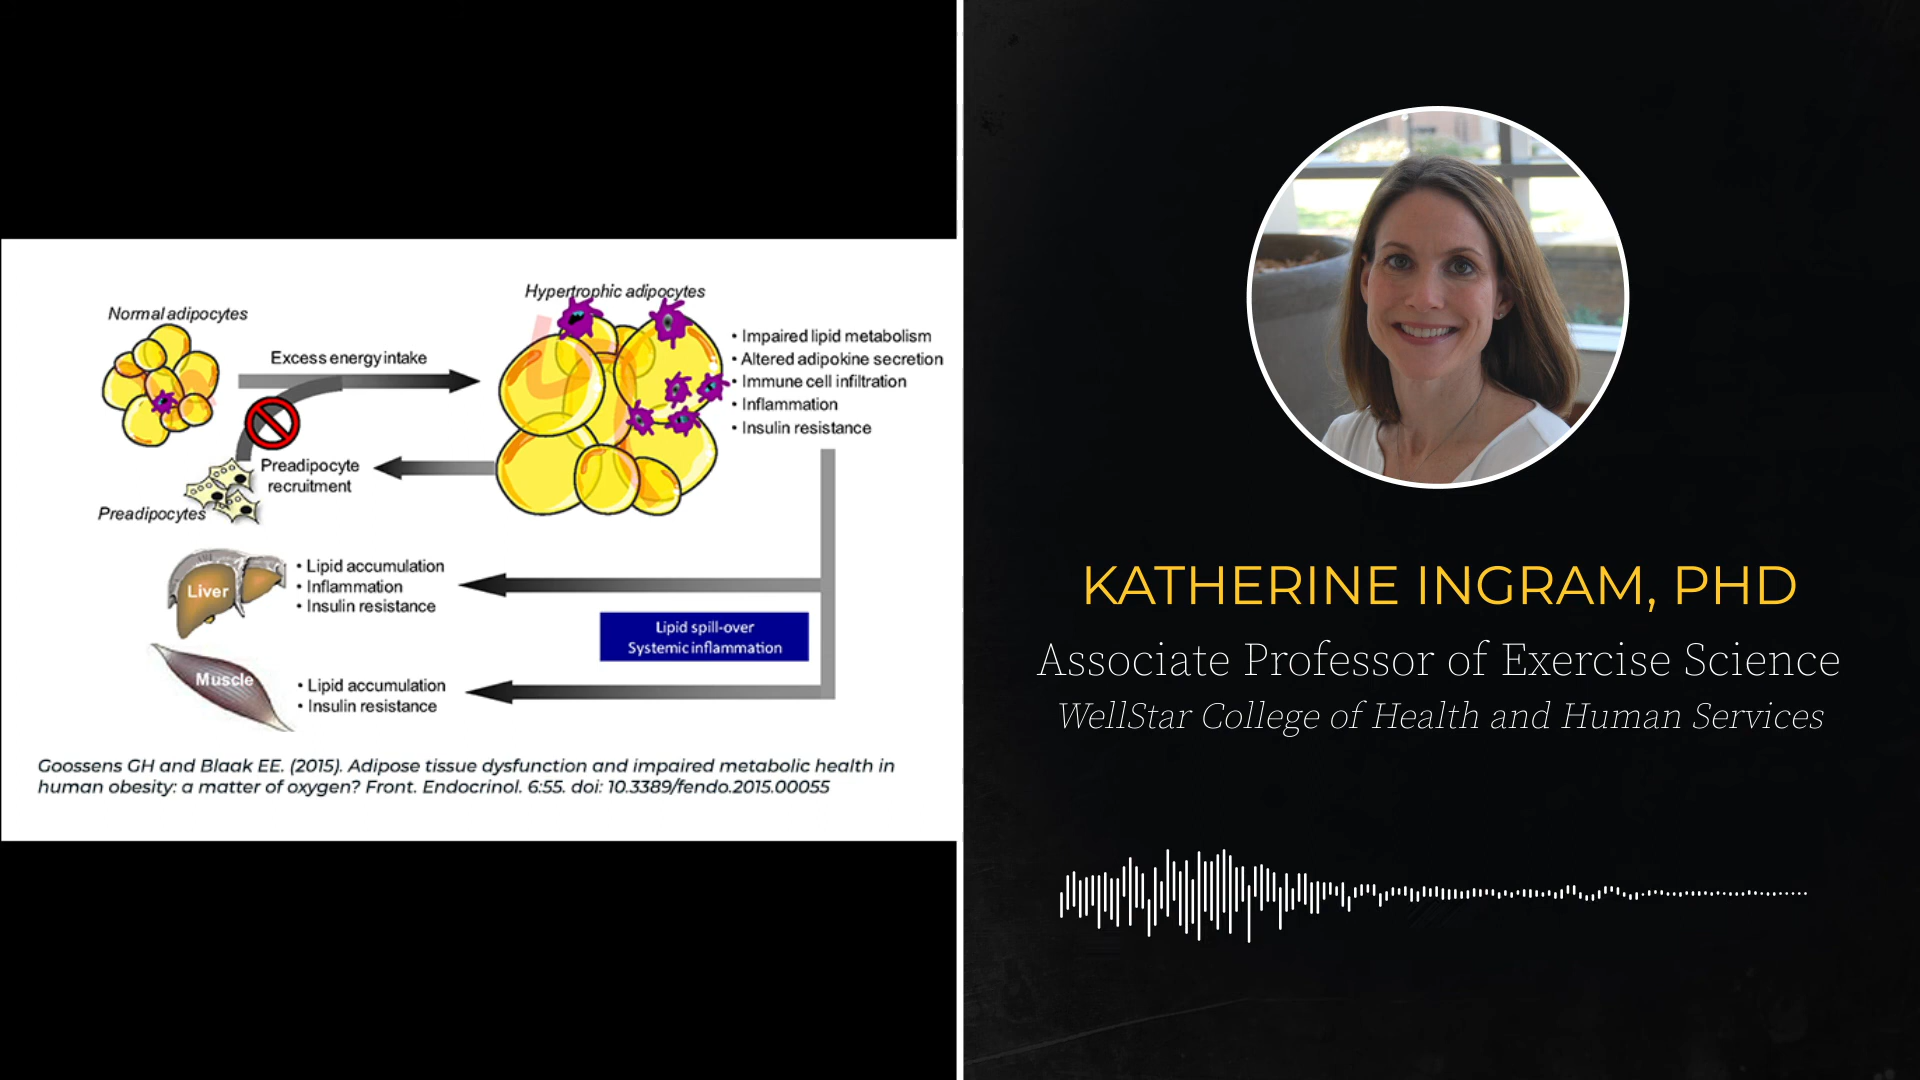 Normal adipocytes
Excess energy intake
Preadipocyte
recruitment
Preadipocytes
Hypertrophic adipocytes
• Impaired lipid metabolism
• Altered adipokine secretion
• Immune cell infiltration
• Inflammation
• Insulin resistance
Liver
• Lipid accumulation
• Inflammation
• Insulin resistance
Lipid spill-over
Systemic inflammation
Muscle
• Lipid accumulation
• Insulin resistance
Goossens GH and Blaak EE. (2015). Adipose tissue dysfunction and impaired metabolic health in
human obesity: a matter of oxygen? Front. Endocrinol. 6:55. doi: 10.3389/fendo.2015.00055
KATHERINE INGRAM, PHD
Associate Professor of Exercise Science
WellStar College of Health and Human Services